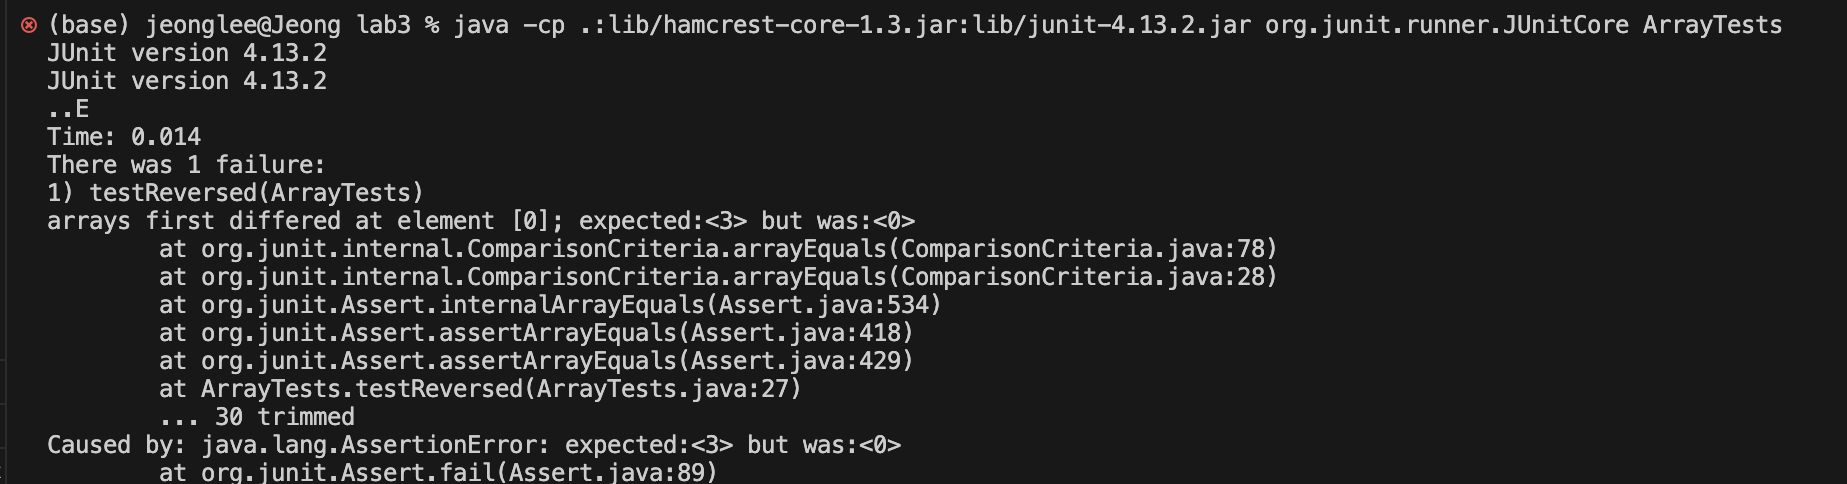 (base) jeonglee@Jeong lab3 % java -cp .:lib/hamcrest-core-1.3.jar:lib/junit-4.13.2.jar org.junit.runner.JUnitCore ArrayTests
JUnit version 4.13.2
JUnit version 4.13.2
..E
Time: 0.014
There was 1 failure:
1) testReversed(ArrayTests)
arrays first differed at element [0]; expected:<3> but was:<0>
        at org.junit.internal.ComparisonCriteria.arrayEquals(ComparisonCriteria.java:78)
        at org.junit.internal.ComparisonCriteria.arrayEquals(ComparisonCriteria.java:28)
        at org.junit.Assert.internalArrayEquals(Assert.java:534)
        at org.junit.Assert.assertArrayEquals(Assert.java:418)
        at org.junit.Assert.assertArrayEquals(Assert.java:429)
        at ArrayTests.testReversed(ArrayTests.java:27)
        ... 30 trimmed
Caused by: java.lang.AssertionError: expected:<3> but was:<0>
        at org.junit.Assert.fail(Assert.java:89)